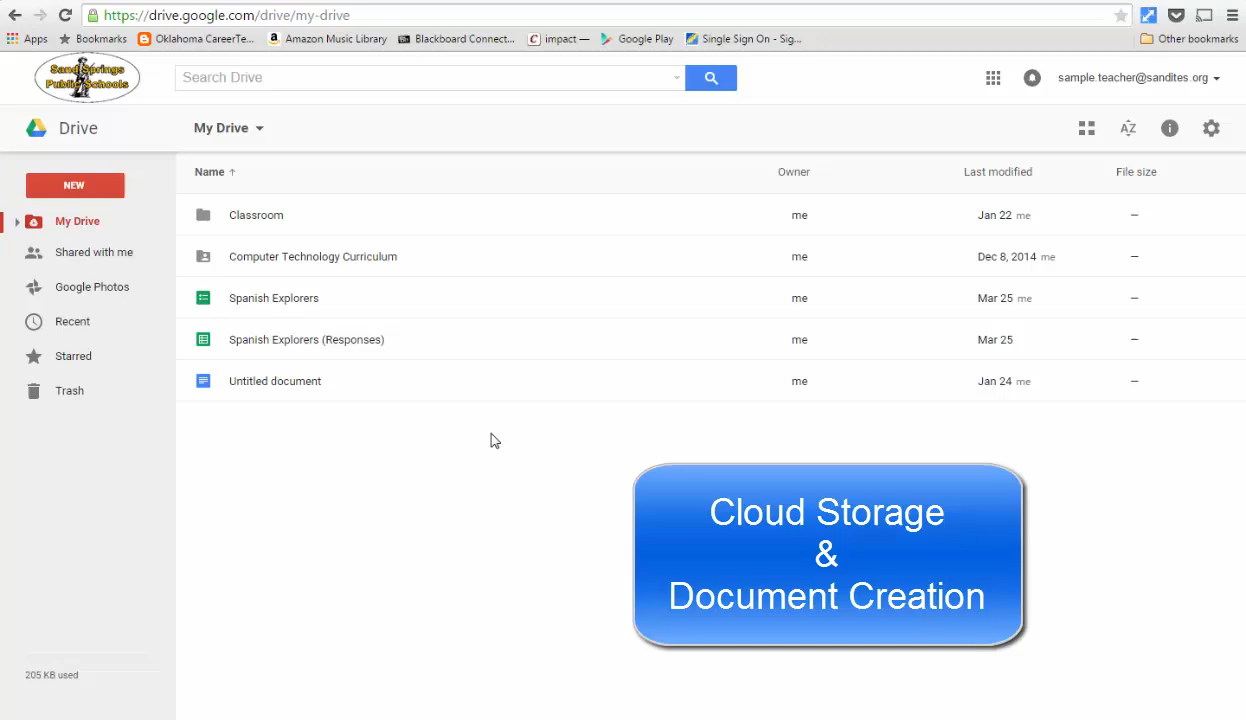 https://drive.google.com/drive/my-drive
Apps Bookmarks Oklahoma CareerTe... Amazon Music Library Blackboard Connect... impact — Google Play Single Sign On - Sig... Other bookmarks
Sand Springs
Public Schools
Search Drive
sample.teacher@sandites.org
Drive
My Drive
AZ
NEW
My Drive
Shared with me
Google Photos
Recent
Starred
Trash
205 KB used
Name Owner Last modified File size
Classroom me Jan 22 me —
Computer Technology Curriculum me Dec 8, 2014 me —
Spanish Explorers me Mar 25 me —
Spanish Explorers (Responses) me Mar 25 —
Untitled document me Jan 24 me —
Cloud Storage
&
Document Creation